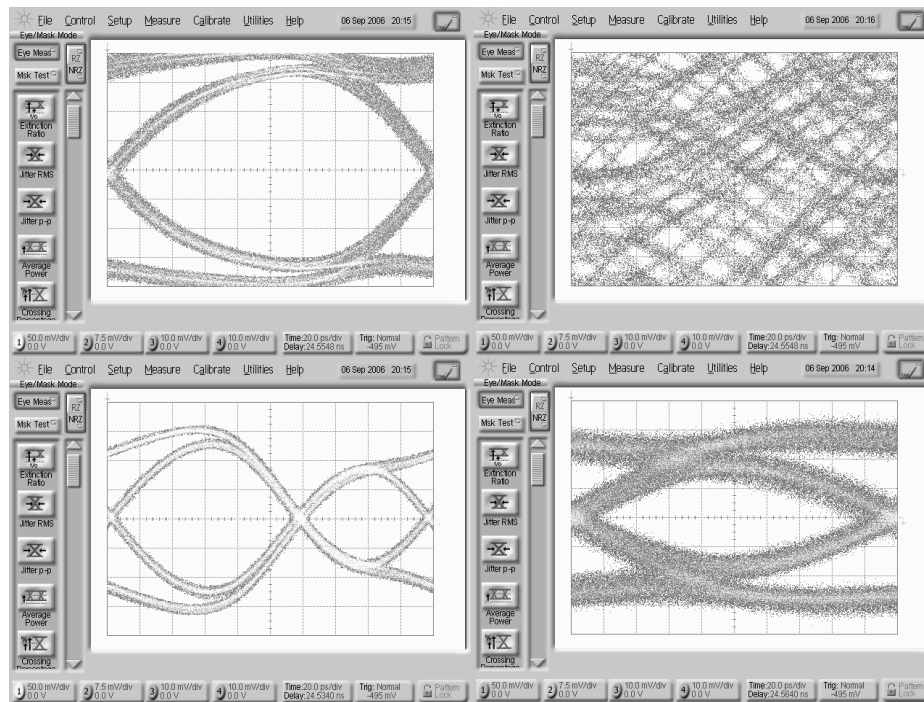 File Control Setup Measure Calibrate Utilities Help 06 Sep 2006 20:15
Eye/Mask Mode
Eye Meas
RZ
NRZ
Msk Test
Extinction
Ratio
Jitter RMS
Jitter p-p
Average
Power
Crossing
Percentage
1 50.0 mV/div 2 7.5 mV/div 3 10.0 mV/div 4 10.0 mV/div Time:20.0 ps/div Trig: Normal Pattern
0.0 V 0.0 V 0.0 V 0.0 V Delay:24.5548 ns -495 mV Lock
File Control Setup Measure Calibrate Utilities Help 06 Sep 2006 20:16
Eye/Mask Mode
Eye Meas
RZ
NRZ
Msk Test
Extinction
Ratio
Jitter RMS
Jitter p-p
Average
Power
Crossing
Percentage
1 50.0 mV/div 2 7.5 mV/div 3 10.0 mV/div 4 10.0 mV/div Time:20.0 ps/div Trig: Normal Pattern
0.0 V 0.0 V 0.0 V 0.0 V Delay:24.5548 ns -495 mV Lock
File Control Setup Measure Calibrate Utilities Help 06 Sep 2006 20:15
Eye/Mask Mode
Eye Meas
RZ
NRZ
Msk Test
Extinction
Ratio
Jitter RMS
Jitter p-p
Average
Power
Crossing
1 50.0 mV/div 2 7.5 mV/div 3 10.0 mV/div 4 10.0 mV/div Time:20.0 ps/div Trig: Normal Pattern
0.0 V 0.0 V 0.0 V 0.0 V Delay:24.5340 ns -495 mV Lock
File Control Setup Measure Calibrate Utilities Help 06 Sep 2006 20:14
Eye/Mask Mode
Eye Meas
RZ
NRZ
Msk Test
Extinction
Ratio
Jitter RMS
Jitter p-p
Average
Power
Crossing
1 50.0 mV/div 2 7.5 mV/div 3 10.0 mV/div 4 10.0 mV/div Time:20.0 ps/div Trig: Normal Pattern
0.0 V 0.0 V 0.0 V 0.0 V Delay:24.5640 ns -495 mV Lock